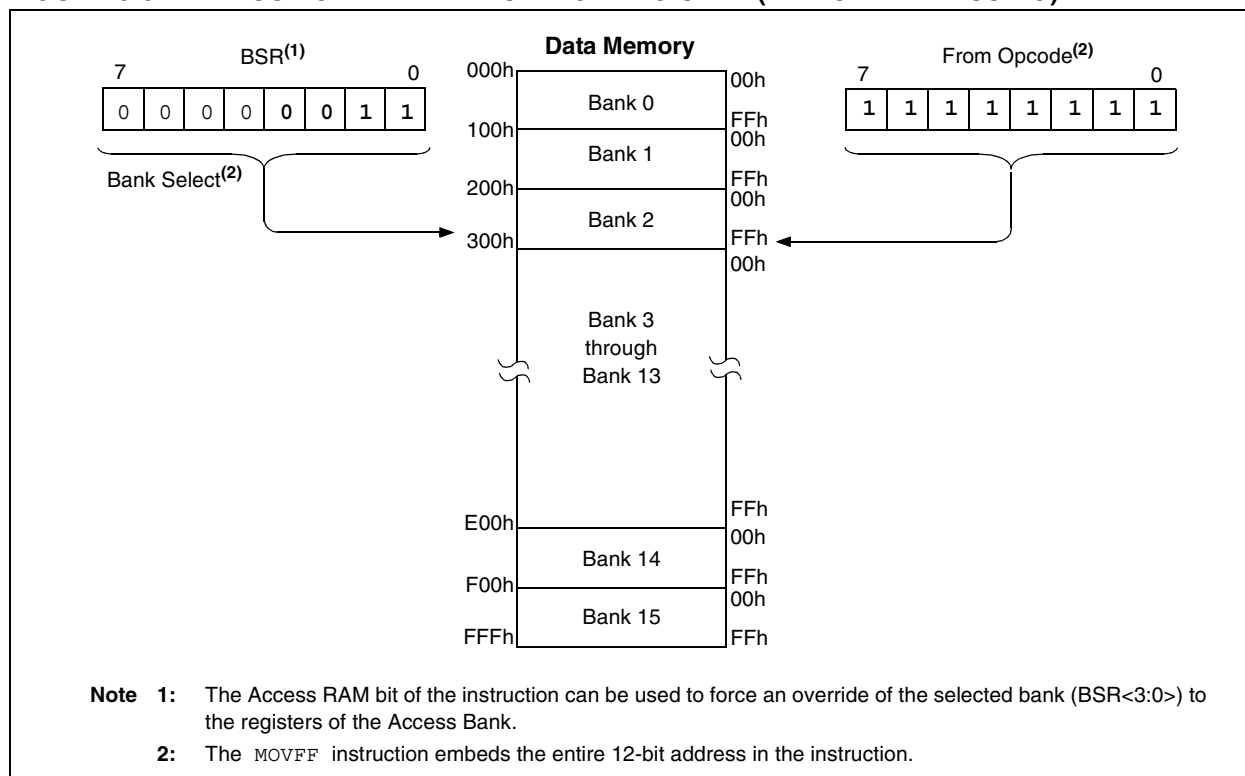 Data Memory
BSR(1)
7 0
0 0 0 0 0 0 1 1
Bank Select(2)
From Opcode(2)
7 0
1 1 1 1 1 1 1 1
000h
Bank 0
00h
FFh
100h
Bank 1
00h
FFh
200h
Bank 2
00h
FFh
300h
00h
Bank 3
through
Bank 13
FFh
E00h
Bank 14
00h
FFh
F00h
Bank 15
00h
FFFh
FFh
Note 1: The Access RAM bit of the instruction can be used to force an override of the selected bank (BSR<3:0>) to
the registers of the Access Bank.
2: The MOVFF instruction embeds the entire 12-bit address in the instruction.